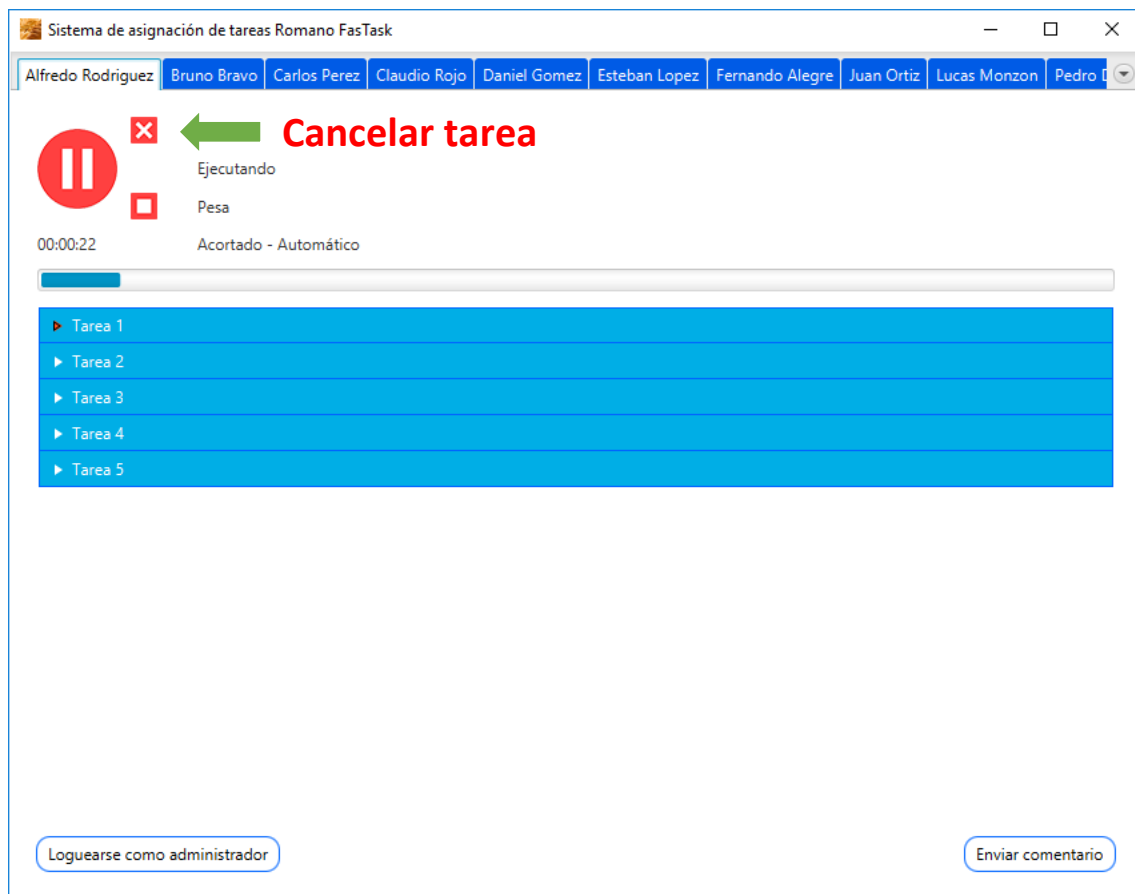 Sistema de asignación de tareas Romano FasTask
Alfredo Rodriguez Bruno Bravo Carlos Perez Claudio Rojo Daniel Gomez Esteban Lopez Fernando Alegre Juan Ortiz Lucas Monzon Pedro
Cancelar tarea
Ejecutando
Pesa
00:00:22 Acortado - Automático
Tarea 1
Tarea 2
Tarea 3
Tarea 4
Tarea 5
Loguearse como administrador Enviar comentario